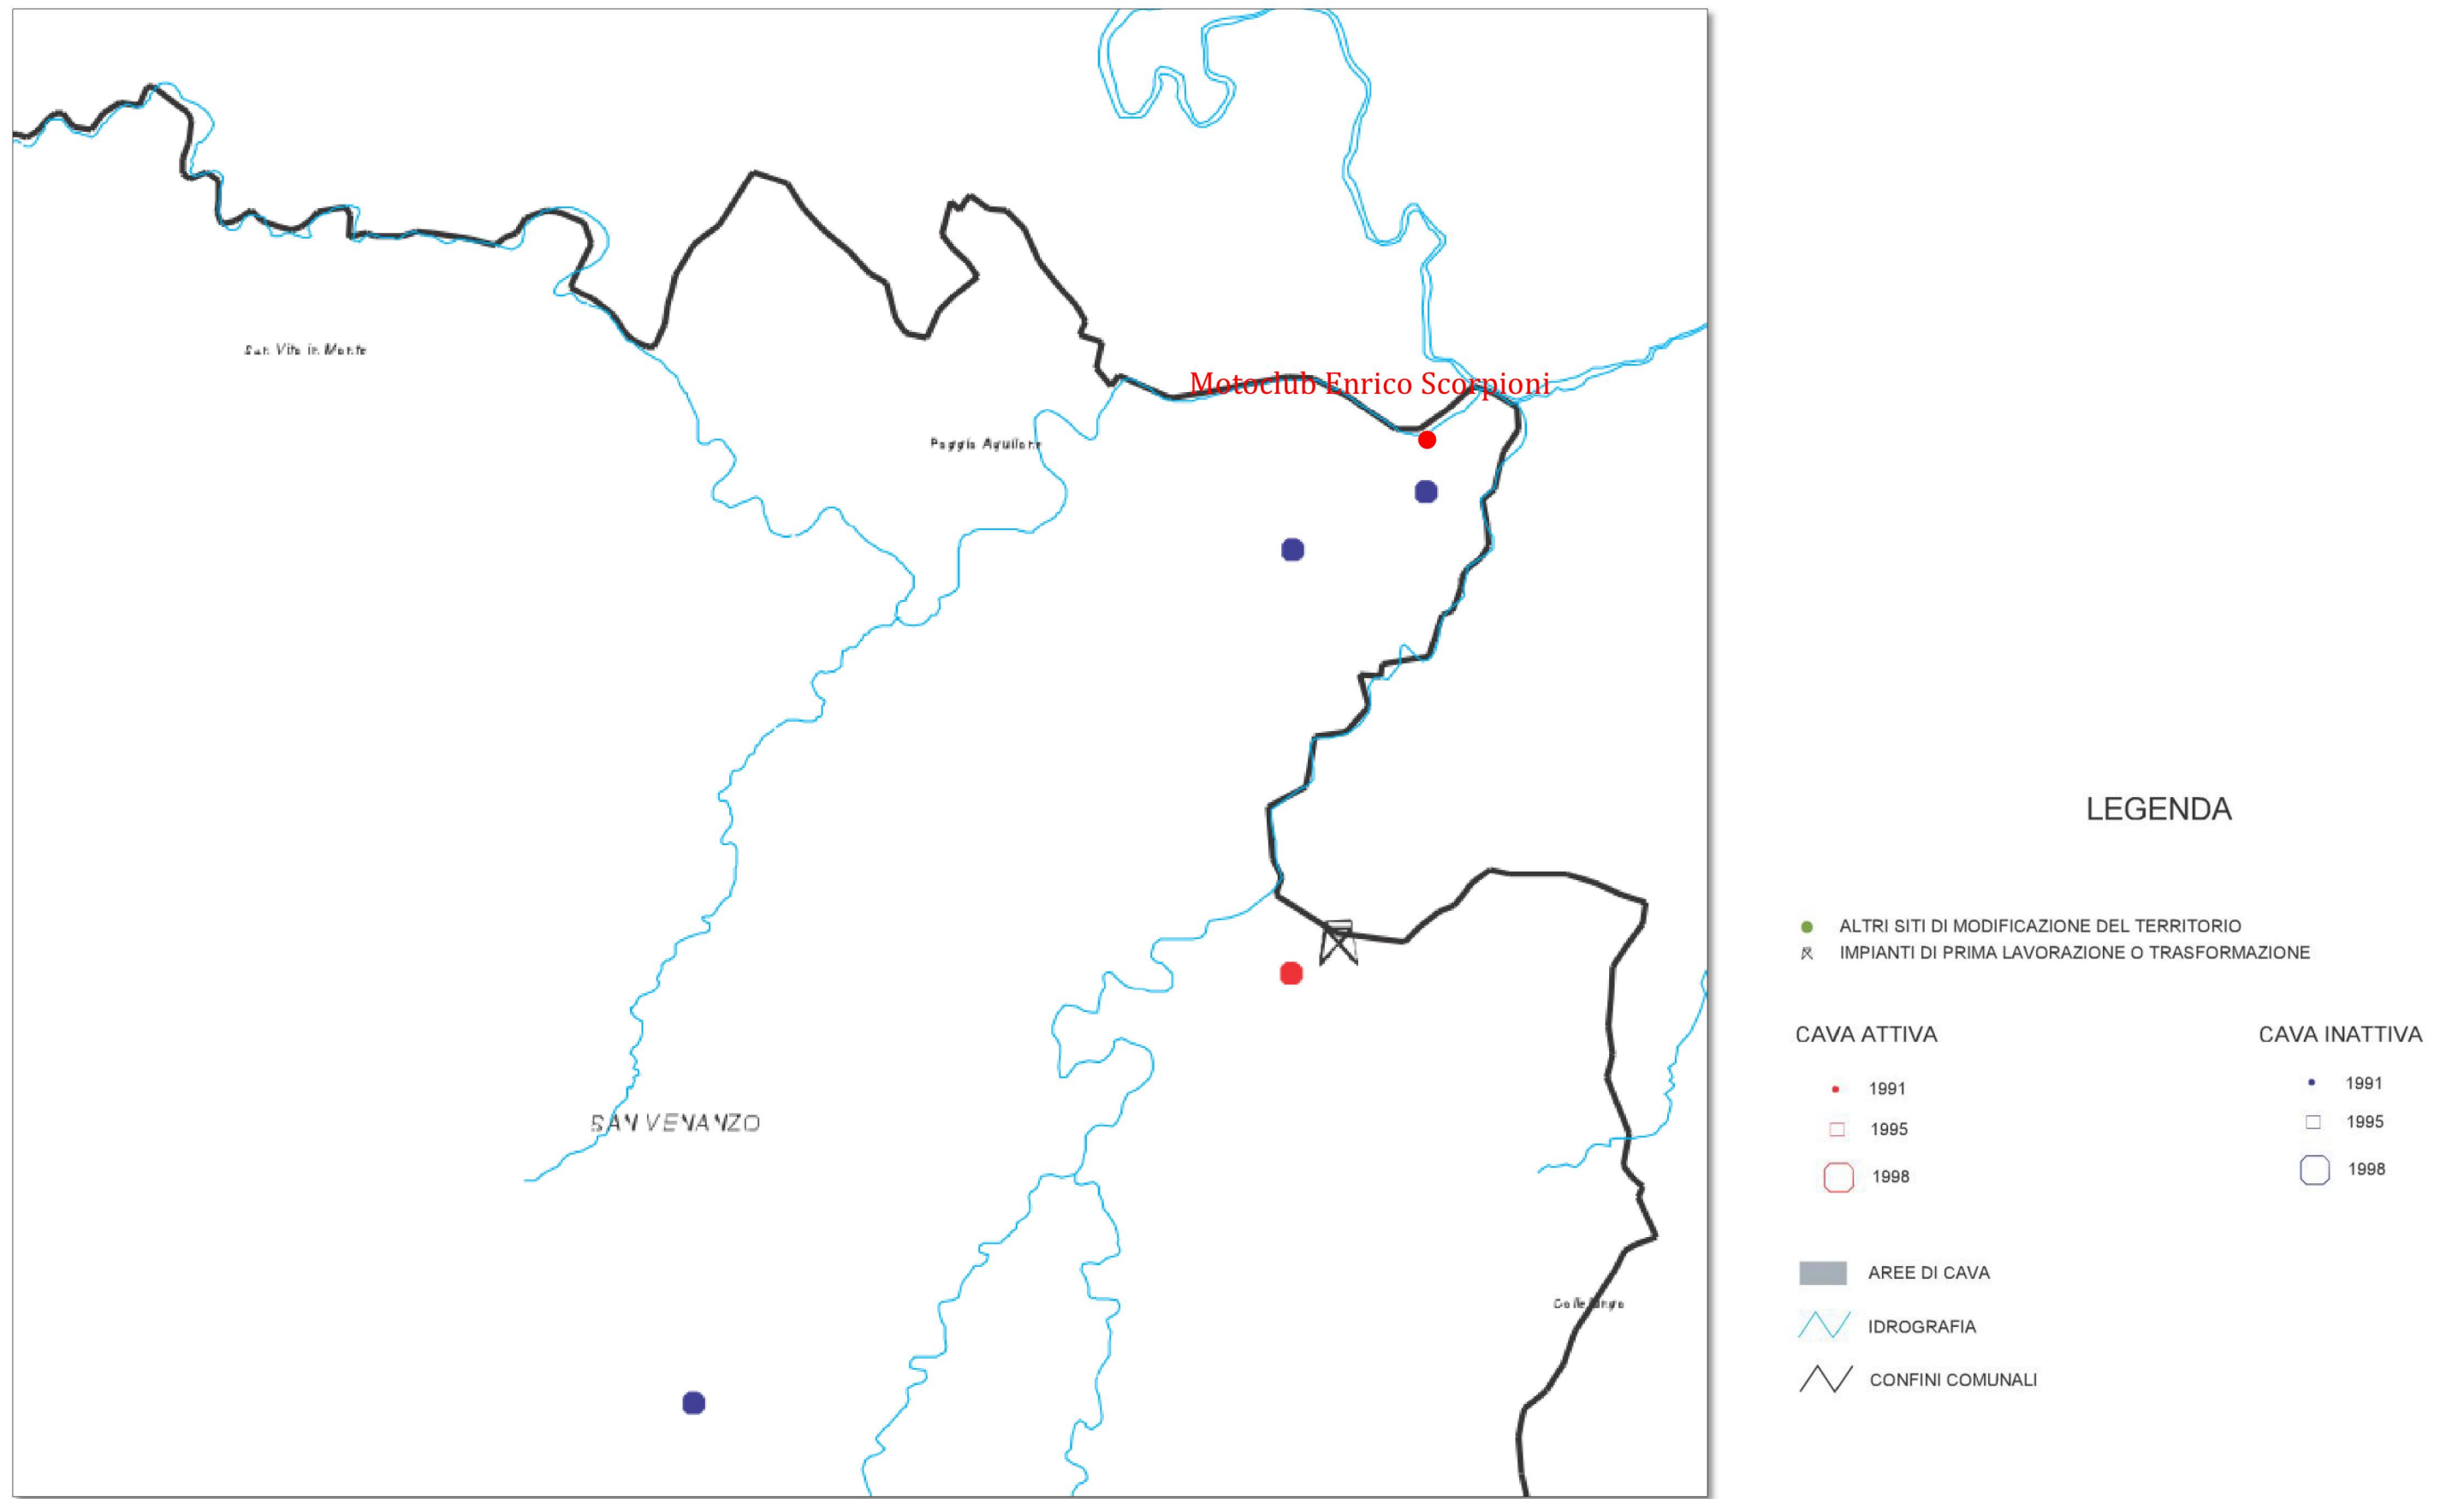 San Vito in Monte
Motoclub Enrico Scorpioni
Poggio Aquilone
SAN VENANZO
Collelungo
LEGENDA
ALTRI SITI DI MODIFICAZIONE DEL TERRITORIO
IMPIANTI DI PRIMA LAVORAZIONE O TRASFORMAZIONE
CAVA ATTIVA
1991
1995
1998
CAVA INATTIVA
1991
1995
1998
AREE DI CAVA
IDROGRAFIA
CONFINI COMUNALI